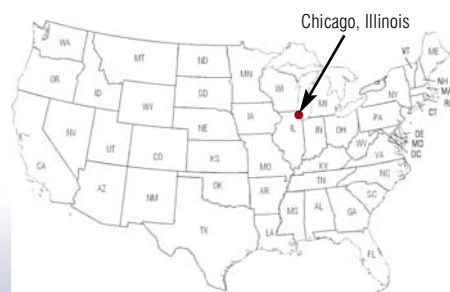 Chicago, Illinois
WA
MT
ND
MN
ME
VT
OR
ID
WY
SD
WI
MI
NY
NH
MA
RI
CT
NV
UT
CO
NE
IA
IL
IN
OH
PA
CA
KS
MO
KY
WV
VA
DE
MD
DC
AZ
NM
OK
AR
TN
NC
SC
TX
LA
MS
AL
GA
FL